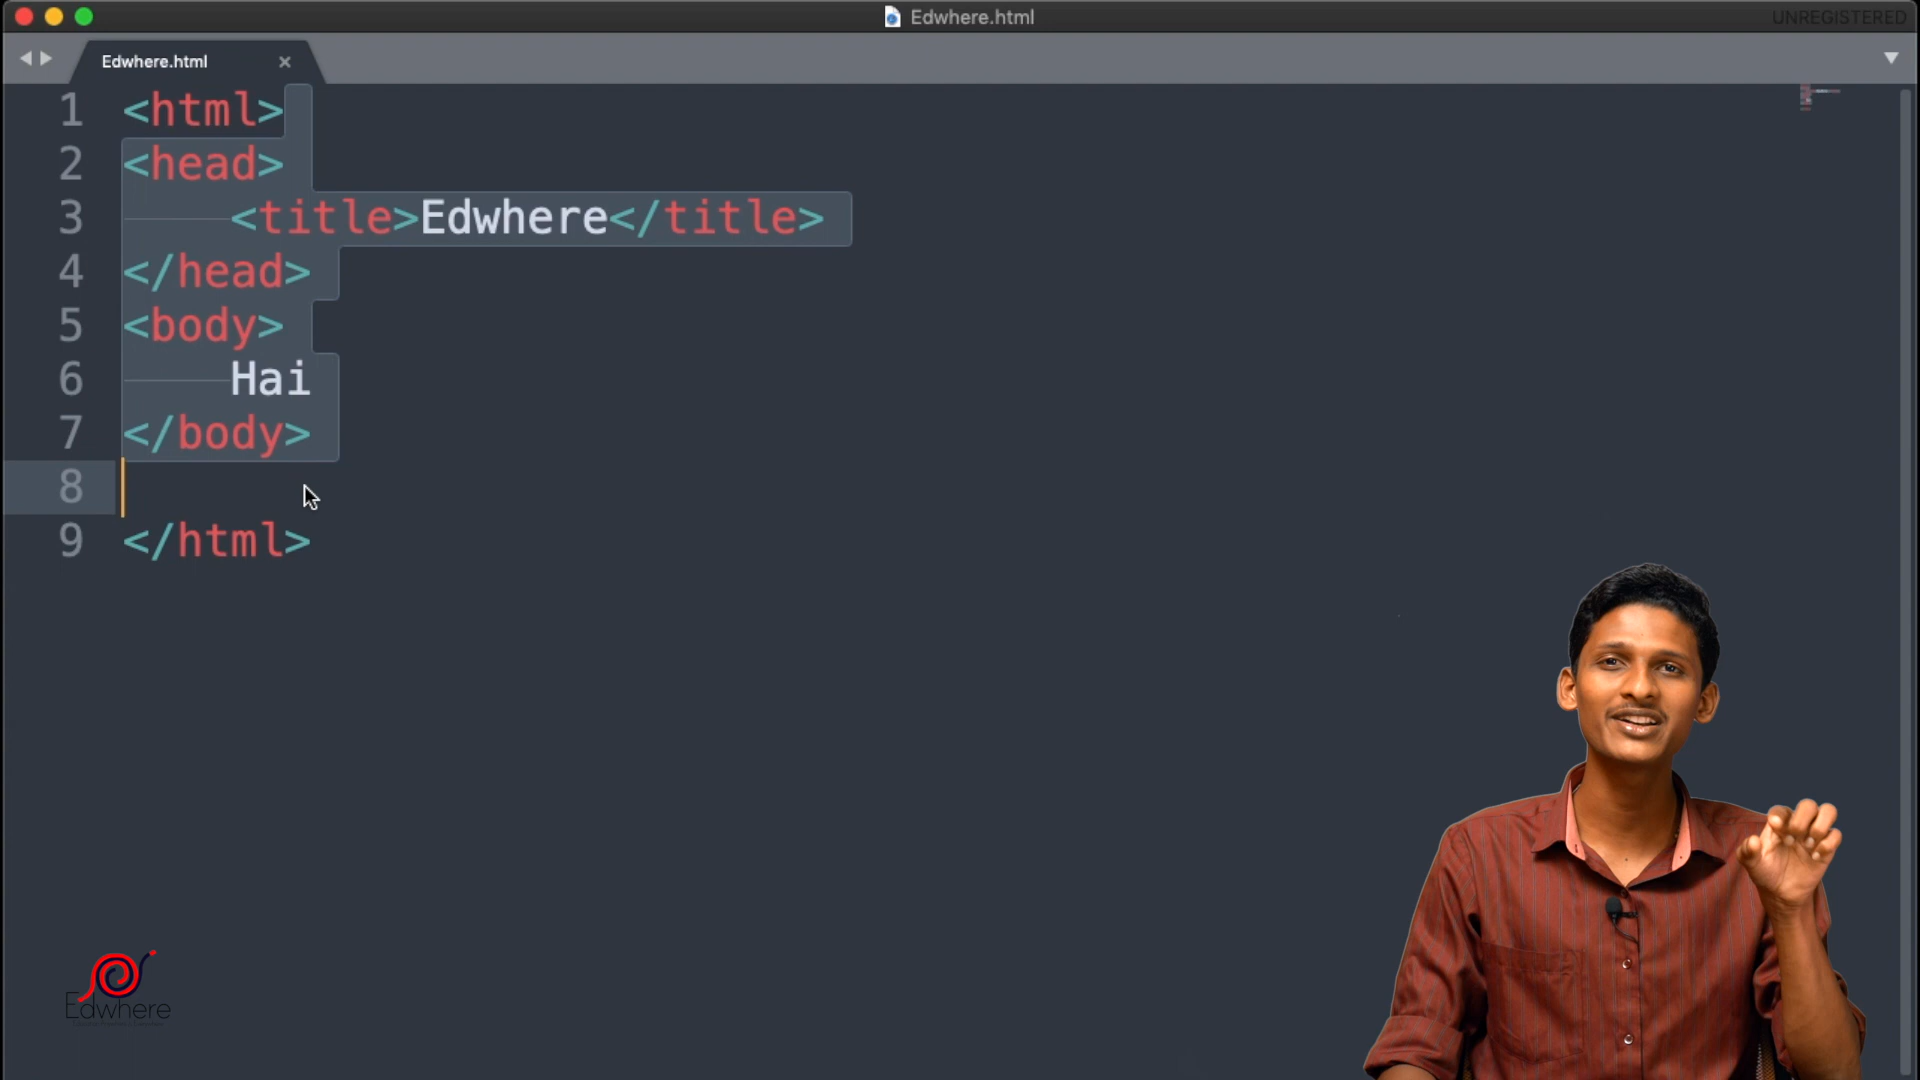 Edwhere.html
UNREGISTERED
Edwhere.html
1 <html>
2 <head>
3 <title>Edwhere</title>
4 </head>
5 <body>
6 Hai
7 </body>
8
9 </html>
Edwhere